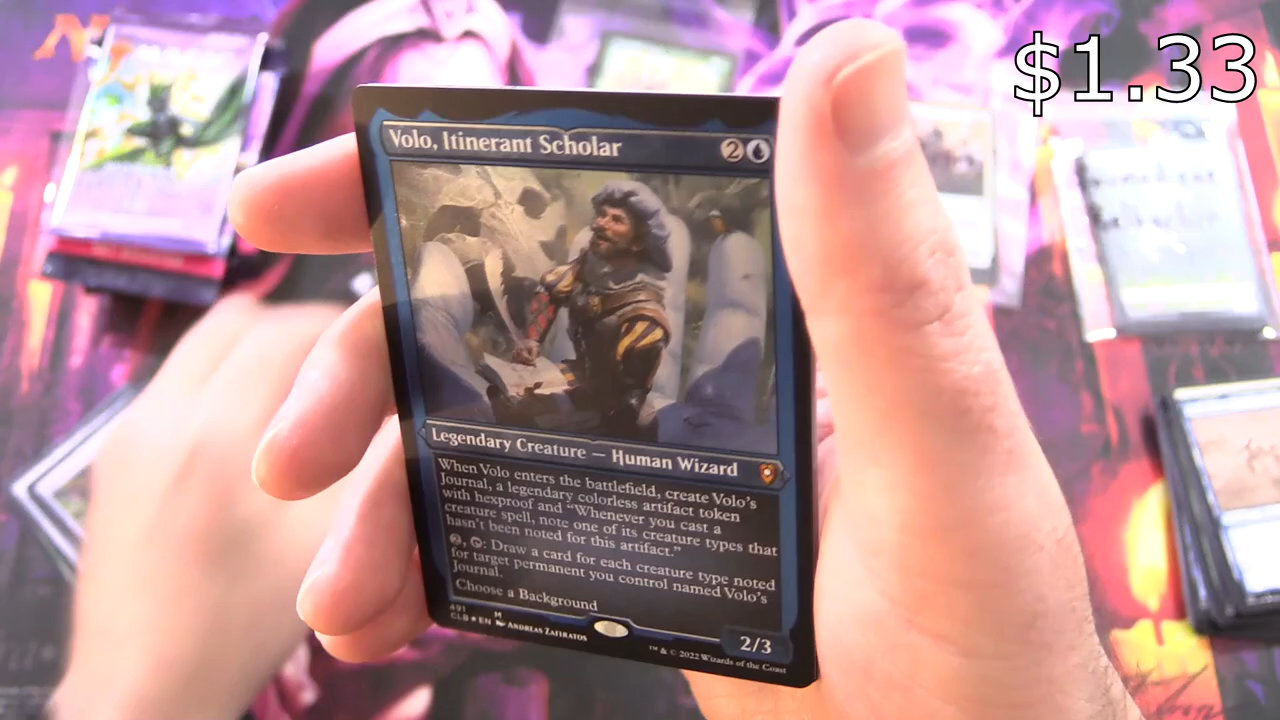 $1.33
Volo, Itinerant Scholar
2
Legendary Creature — Human Wizard
When Volo enters the battlefield, create Volo's
Journal, a legendary colorless artifact token
with hexproof and "Whenever you cast a
creature spell, note one of its creature types that
hasn't been noted for this artifact."
2, : Draw a card for each creature type noted
for target permanent you control named Volo's
Journal.
Choose a Background
491 M
CLB ★ EN Andreas Zafiratos
2/3
™ & © 2022 Wizards of the Coast